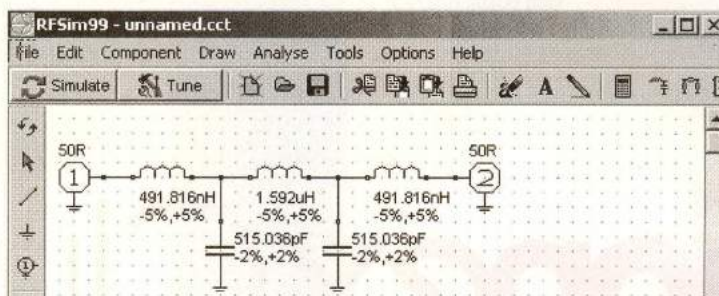 RFSim99 - unnamed.cct
File Edit Component Draw Analyse Tools Options Help
Simulate Tune A
50R 50R
1 2
491.816nH 1.592uH 491.816nH
-5%,+5% -5%,+5% -5%,+5%
515.036pF 515.036pF
-2%,+2% -2%,+2%
1